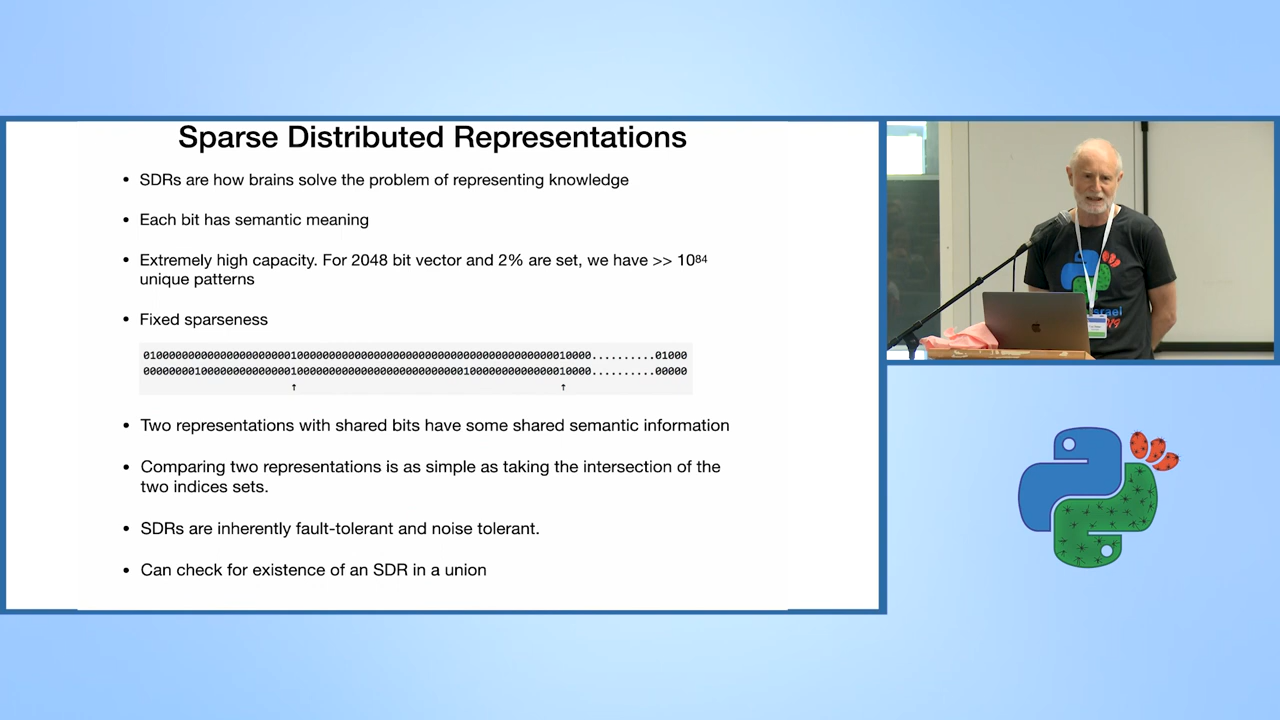 Sparse Distributed Representations
• SDRs are how brains solve the problem of representing knowledge
• Each bit has semantic meaning
• Extremely high capacity. For 2048 bit vector and 2% are set, we have >> 10⁸⁴
unique patterns
• Fixed sparseness
• Two representations with shared bits have some shared semantic information
• Comparing two representations is as simple as taking the intersection of the
two indices sets.
• SDRs are inherently fault-tolerant and noise tolerant.
• Can check for existence of an SDR in a union